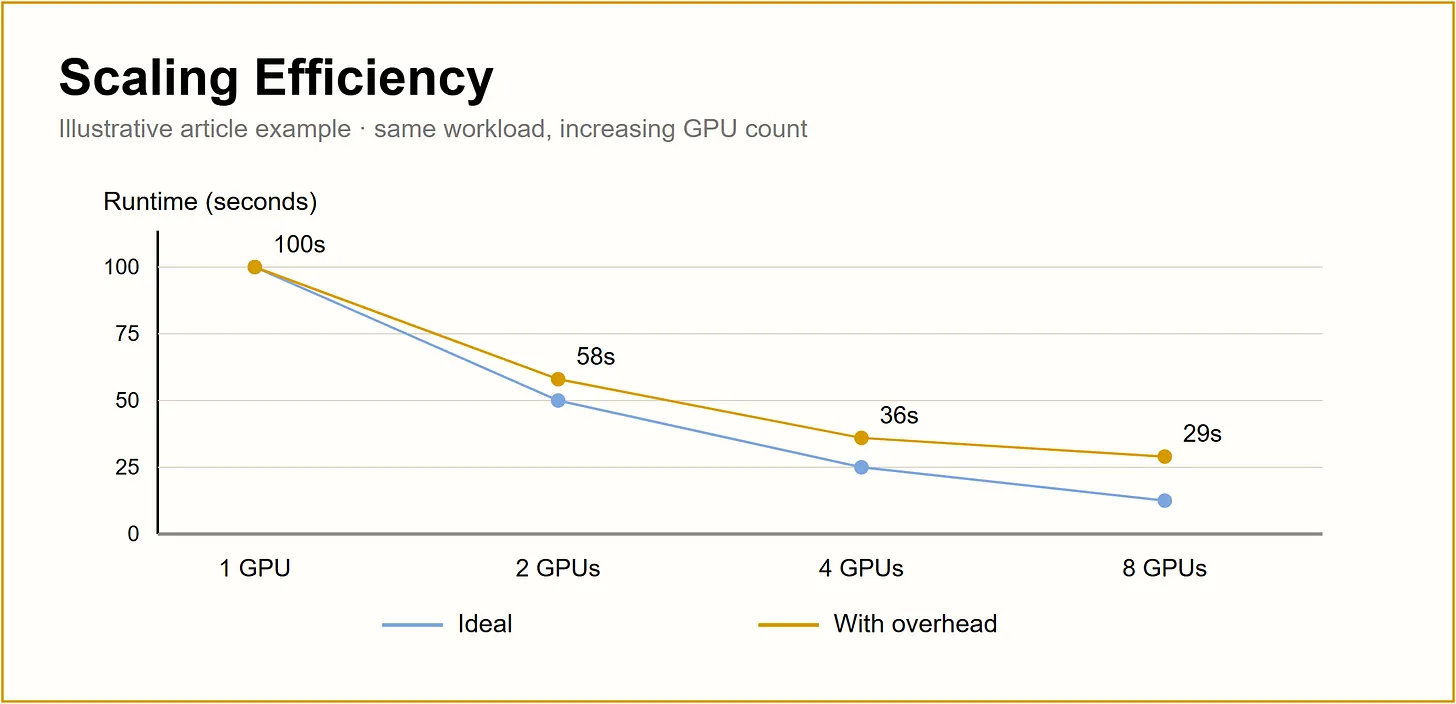 Scaling Efficiency
Illustrative article example · same workload, increasing GPU count
Runtime (seconds)
100s
100
75
58s
50
36s
29s
25
0
1 GPU 2 GPUs 4 GPUs 8 GPUs
Ideal With overhead